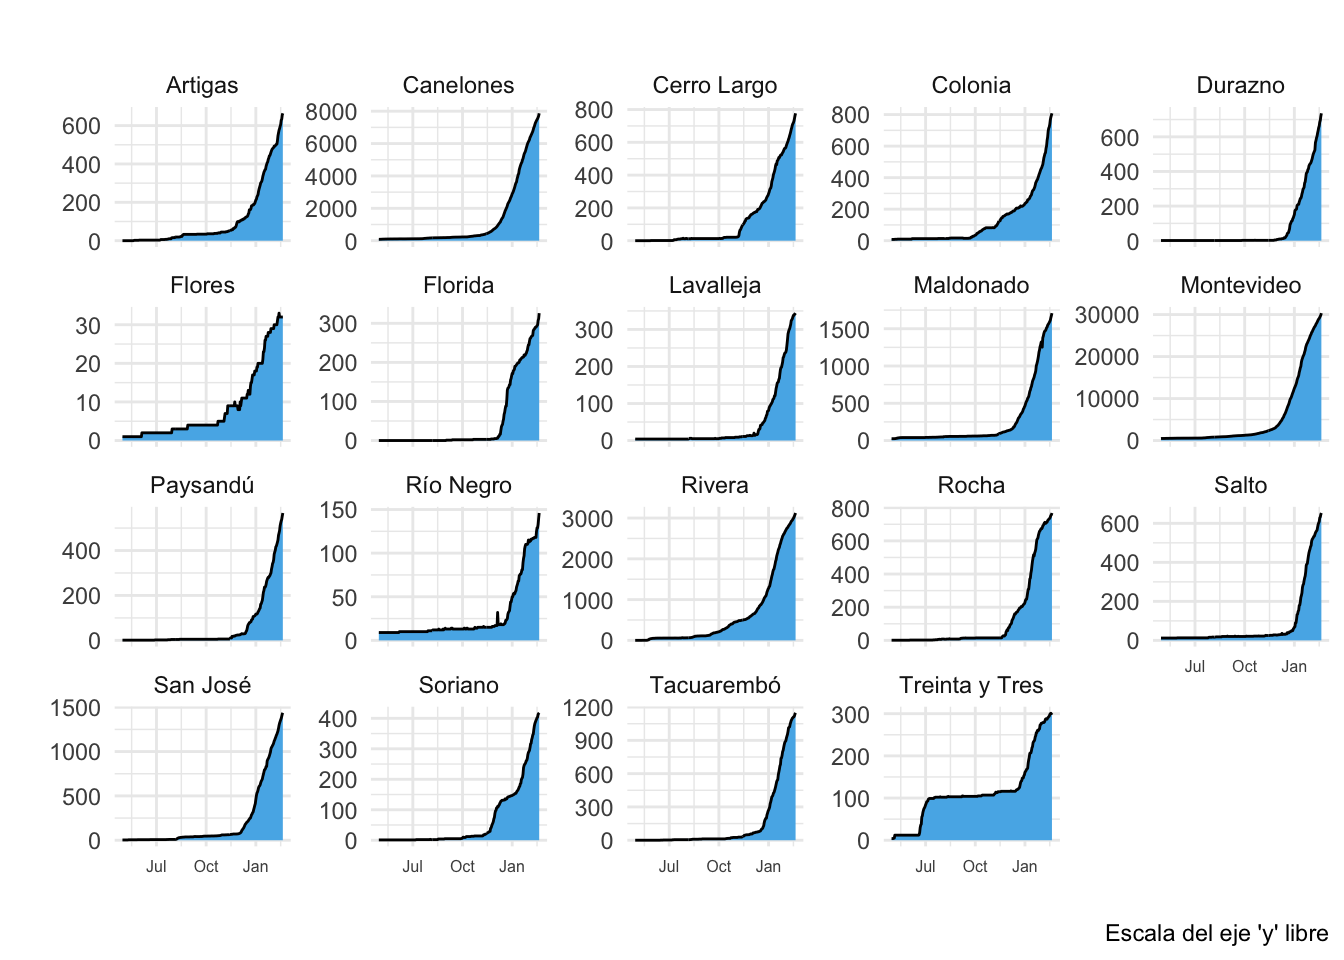 Artigas Canelones Cerro Largo Colonia Durazno
600 400 200 0
8000 6000 4000 2000 0
800 600 400 200 0
800 600 400 200 0
600 400 200 0
Flores Florida Lavalleja Maldonado Montevideo
30 20 10 0
300 200 100 0
300 200 100 0
1500 1000 500 0
30000 20000 10000 0
Paysandú Río Negro Rivera Rocha Salto
400 200 0
150 100 50 0
3000 2000 1000 0
800 600 400 200 0
600 400 200 0
Jul Oct Jan
San José Soriano Tacuarembó Treinta y Tres
1500 1000 500 0
400 300 200 100 0
1200 900 600 300 0
300 200 100 0
Jul Oct Jan Jul Oct Jan Jul Oct Jan Jul Oct Jan
Escala del eje 'y' libre